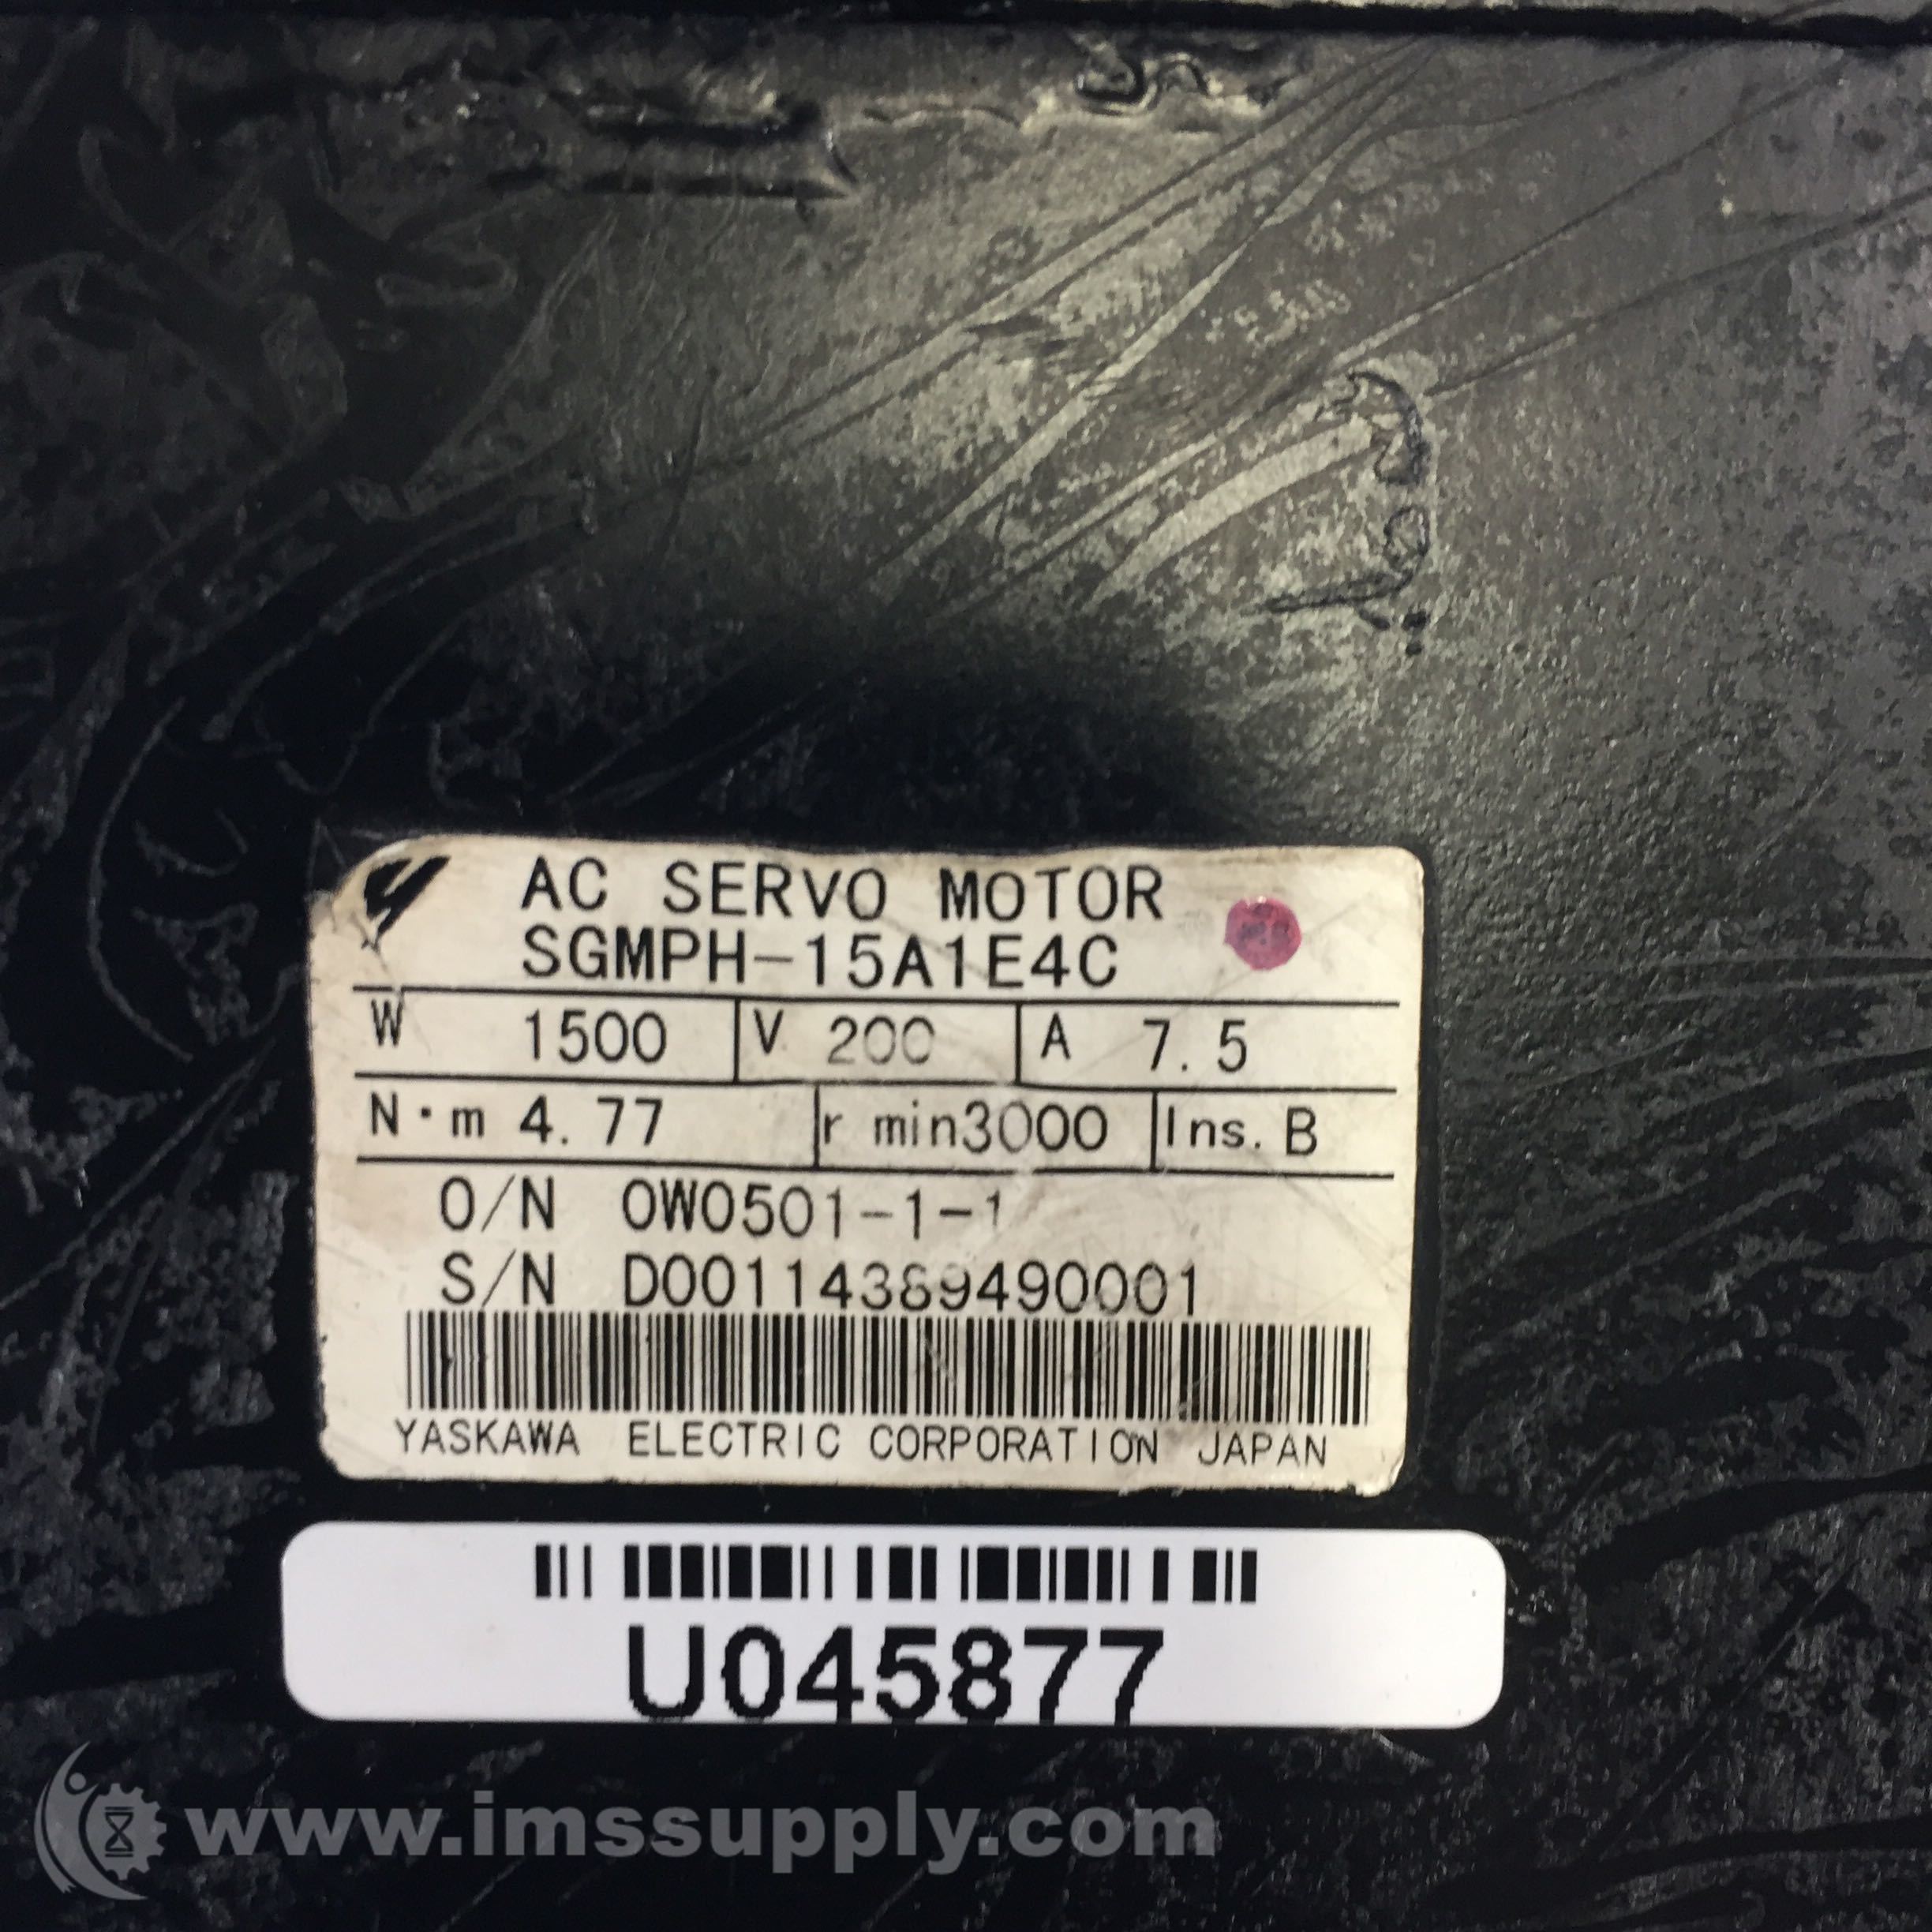 AC SERVO MOTOR
SGMPH-15A1E4C
W 1500 V 200 A 7.5
N·m 4.77 r min3000 Ins. B
O/N 0W0501-1-1
S/N D00114389490001
YASKAWA ELECTRIC CORPORATION JAPAN
U045877
www.imssupply.com